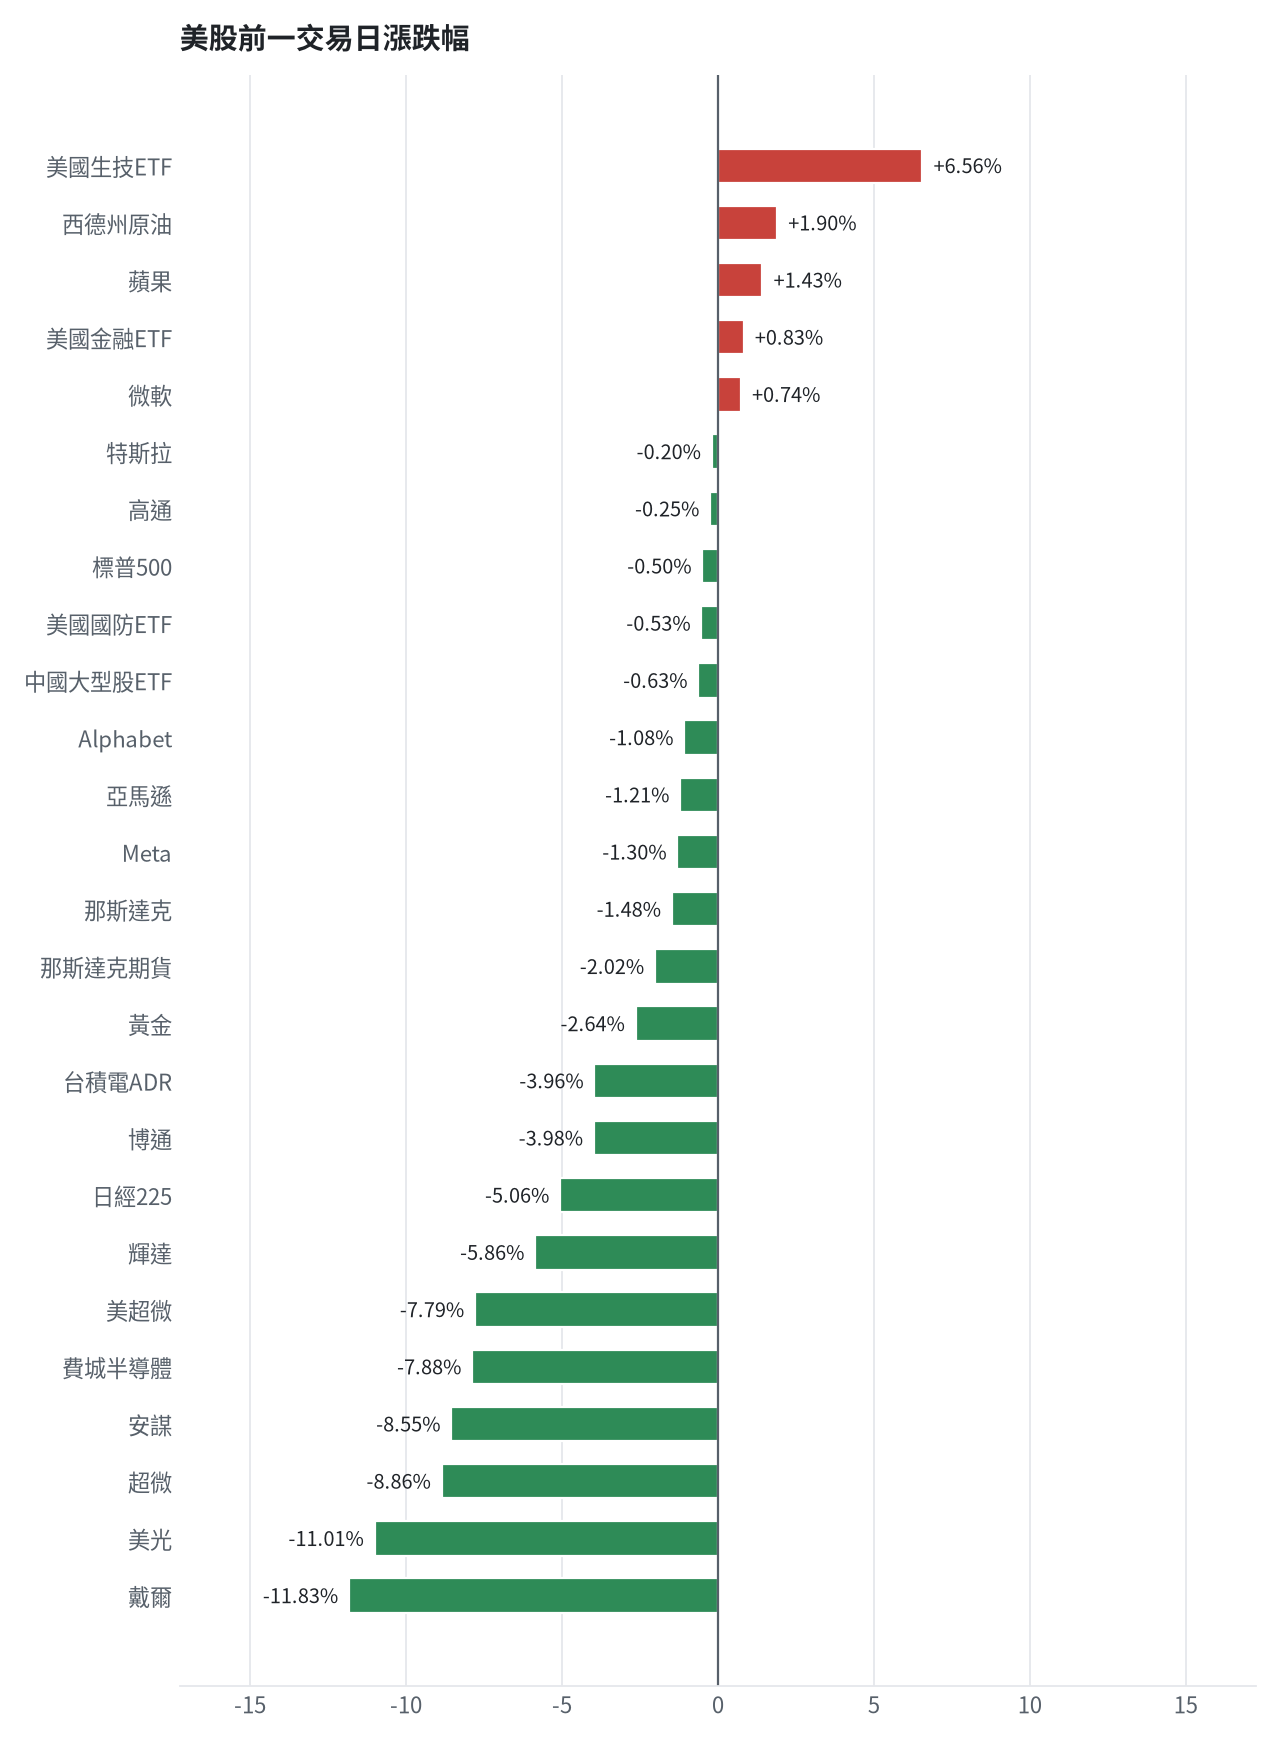 美股前一交易日漲跌幅
美國生技ETF +6.56%
西德州原油 +1.90%
蘋果 +1.43%
美國金融ETF +0.83%
微軟 +0.74%
特斯拉 -0.20%
高通 -0.25%
標普500 -0.50%
美國國防ETF -0.53%
中國大型股ETF -0.63%
Alphabet -1.08%
亞馬遜 -1.21%
Meta -1.30%
那斯達克 -1.48%
那斯達克期貨 -2.02%
黃金 -2.64%
台積電ADR -3.96%
博通 -3.98%
日經225 -5.06%
輝達 -5.86%
美超微 -7.79%
費城半導體 -7.88%
安謀 -8.55%
超微 -8.86%
美光 -11.01%
戴爾 -11.83%
-15 -10 -5 0 5 10 15